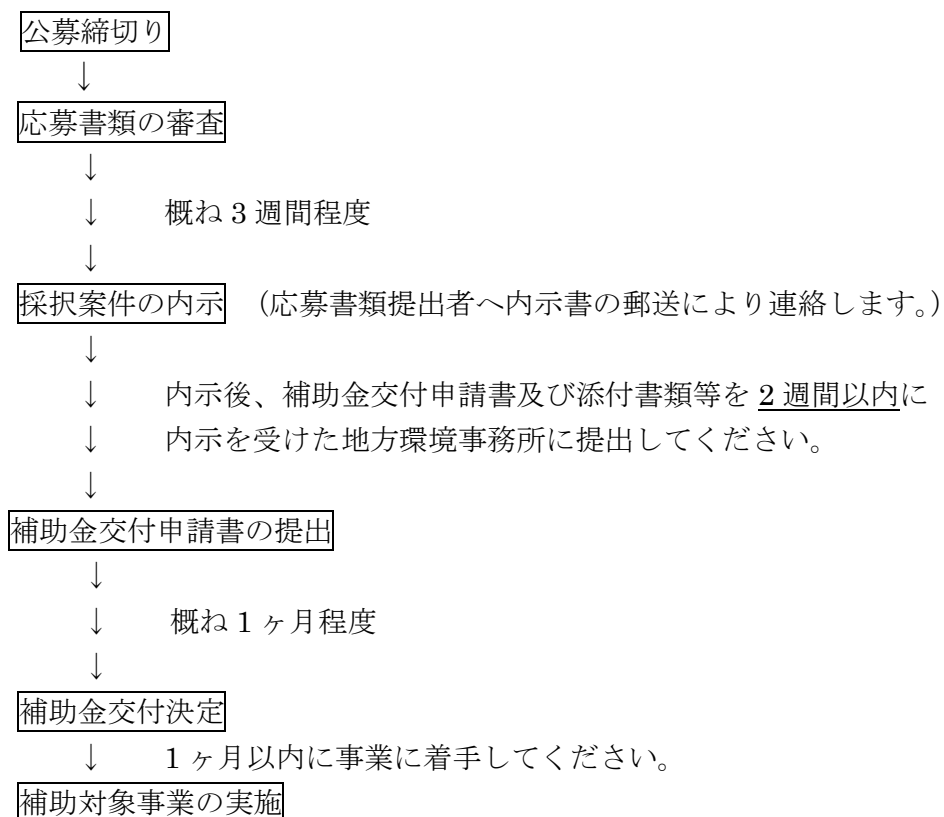 公募締切り
↓
応募書類の審査
↓
↓ 概ね 3 週間程度
↓
採択案件の内示 （応募書類提出者へ内示書の郵送により連絡します。）
↓
↓ 内示後、補助金交付申請書及び添付書類等を 2 週間以内に
↓ 内示を受けた地方環境事務所に提出してください。
↓
補助金交付申請書の提出
↓
↓ 概ね 1 ヶ月程度
↓
補助金交付決定
↓ 1 ヶ月以内に事業に着手してください。
補助対象事業の実施